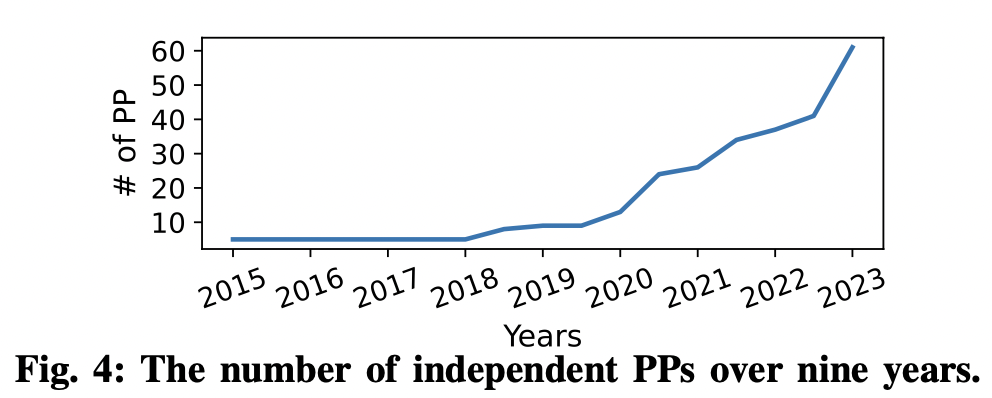 60
50
40
30
20
10
# of PP
2015 2016 2017 2018 2019 2020 2021 2022 2023
Years
Fig. 4: The number of independent PPs over nine years.